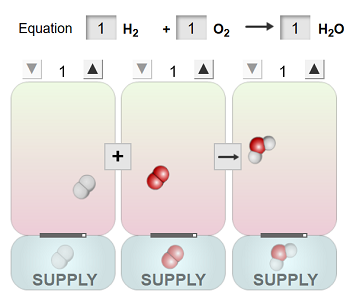 Equation 1 H₂ + 1 O₂ → 1 H₂O
▼ 1 ▲ ▼ 1 ▲ ▼ 1 ▲
+ →
SUPPLY SUPPLY SUPPLY